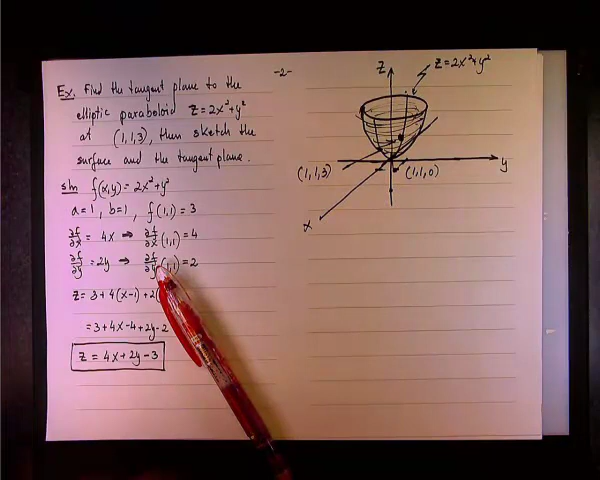 -2-
Ex. Find the tangent plane to the
elliptic paraboloid z=2x²+y²
at (1,1,3), then sketch the
surface and the tangent plane.
soln f(x,y)=2x²+y²
a=1, b=1, f(1,1)=3
∂f/∂x = 4x → ∂f/∂x (1,1)=4
∂f/∂y =2y → ∂f/∂y (1,1)=2
z= 3+4(x-1)+2(
=3+4x-4+2y-2
z = 4x+2y-3
z
z=2x²+y²
y
(1,1,3)
(1,1,0)
x